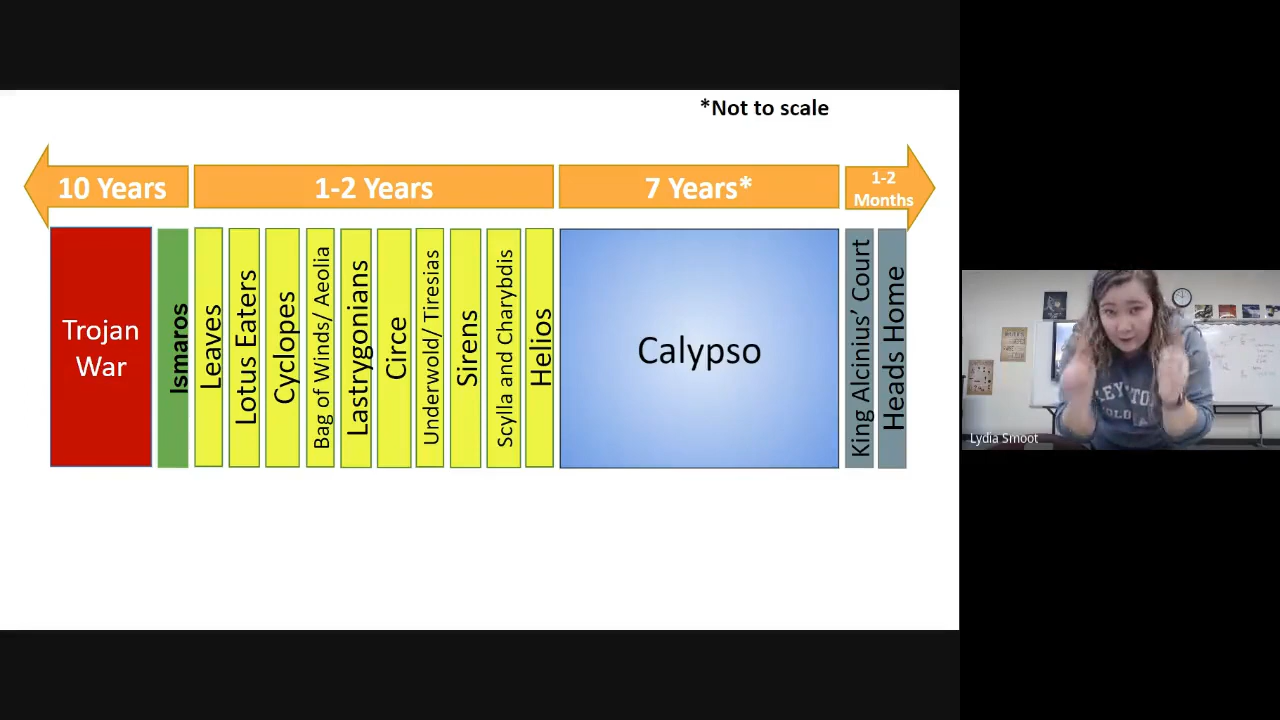 *Not to scale
10 Years
1-2 Years
7 Years*
1-2
Months
Trojan
War
Ismaros
Leaves
Lotus Eaters
Cyclopes
Bag of Winds/ Aeolia
Lastrygonians
Circe
Underwold/ Tiresias
Sirens
Scylla and Charybdis
Helios
Calypso
King Alcinius' Court
Heads Home
Lydia Smoot